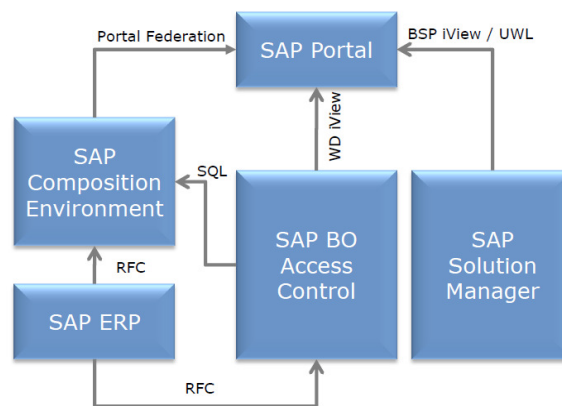 Portal Federation
SAP Portal
BSP iView / UWL
WD iView
SAP
Composition
Environment
SQL
SAP BO
Access
Control
SAP
Solution
Manager
RFC
SAP ERP
RFC